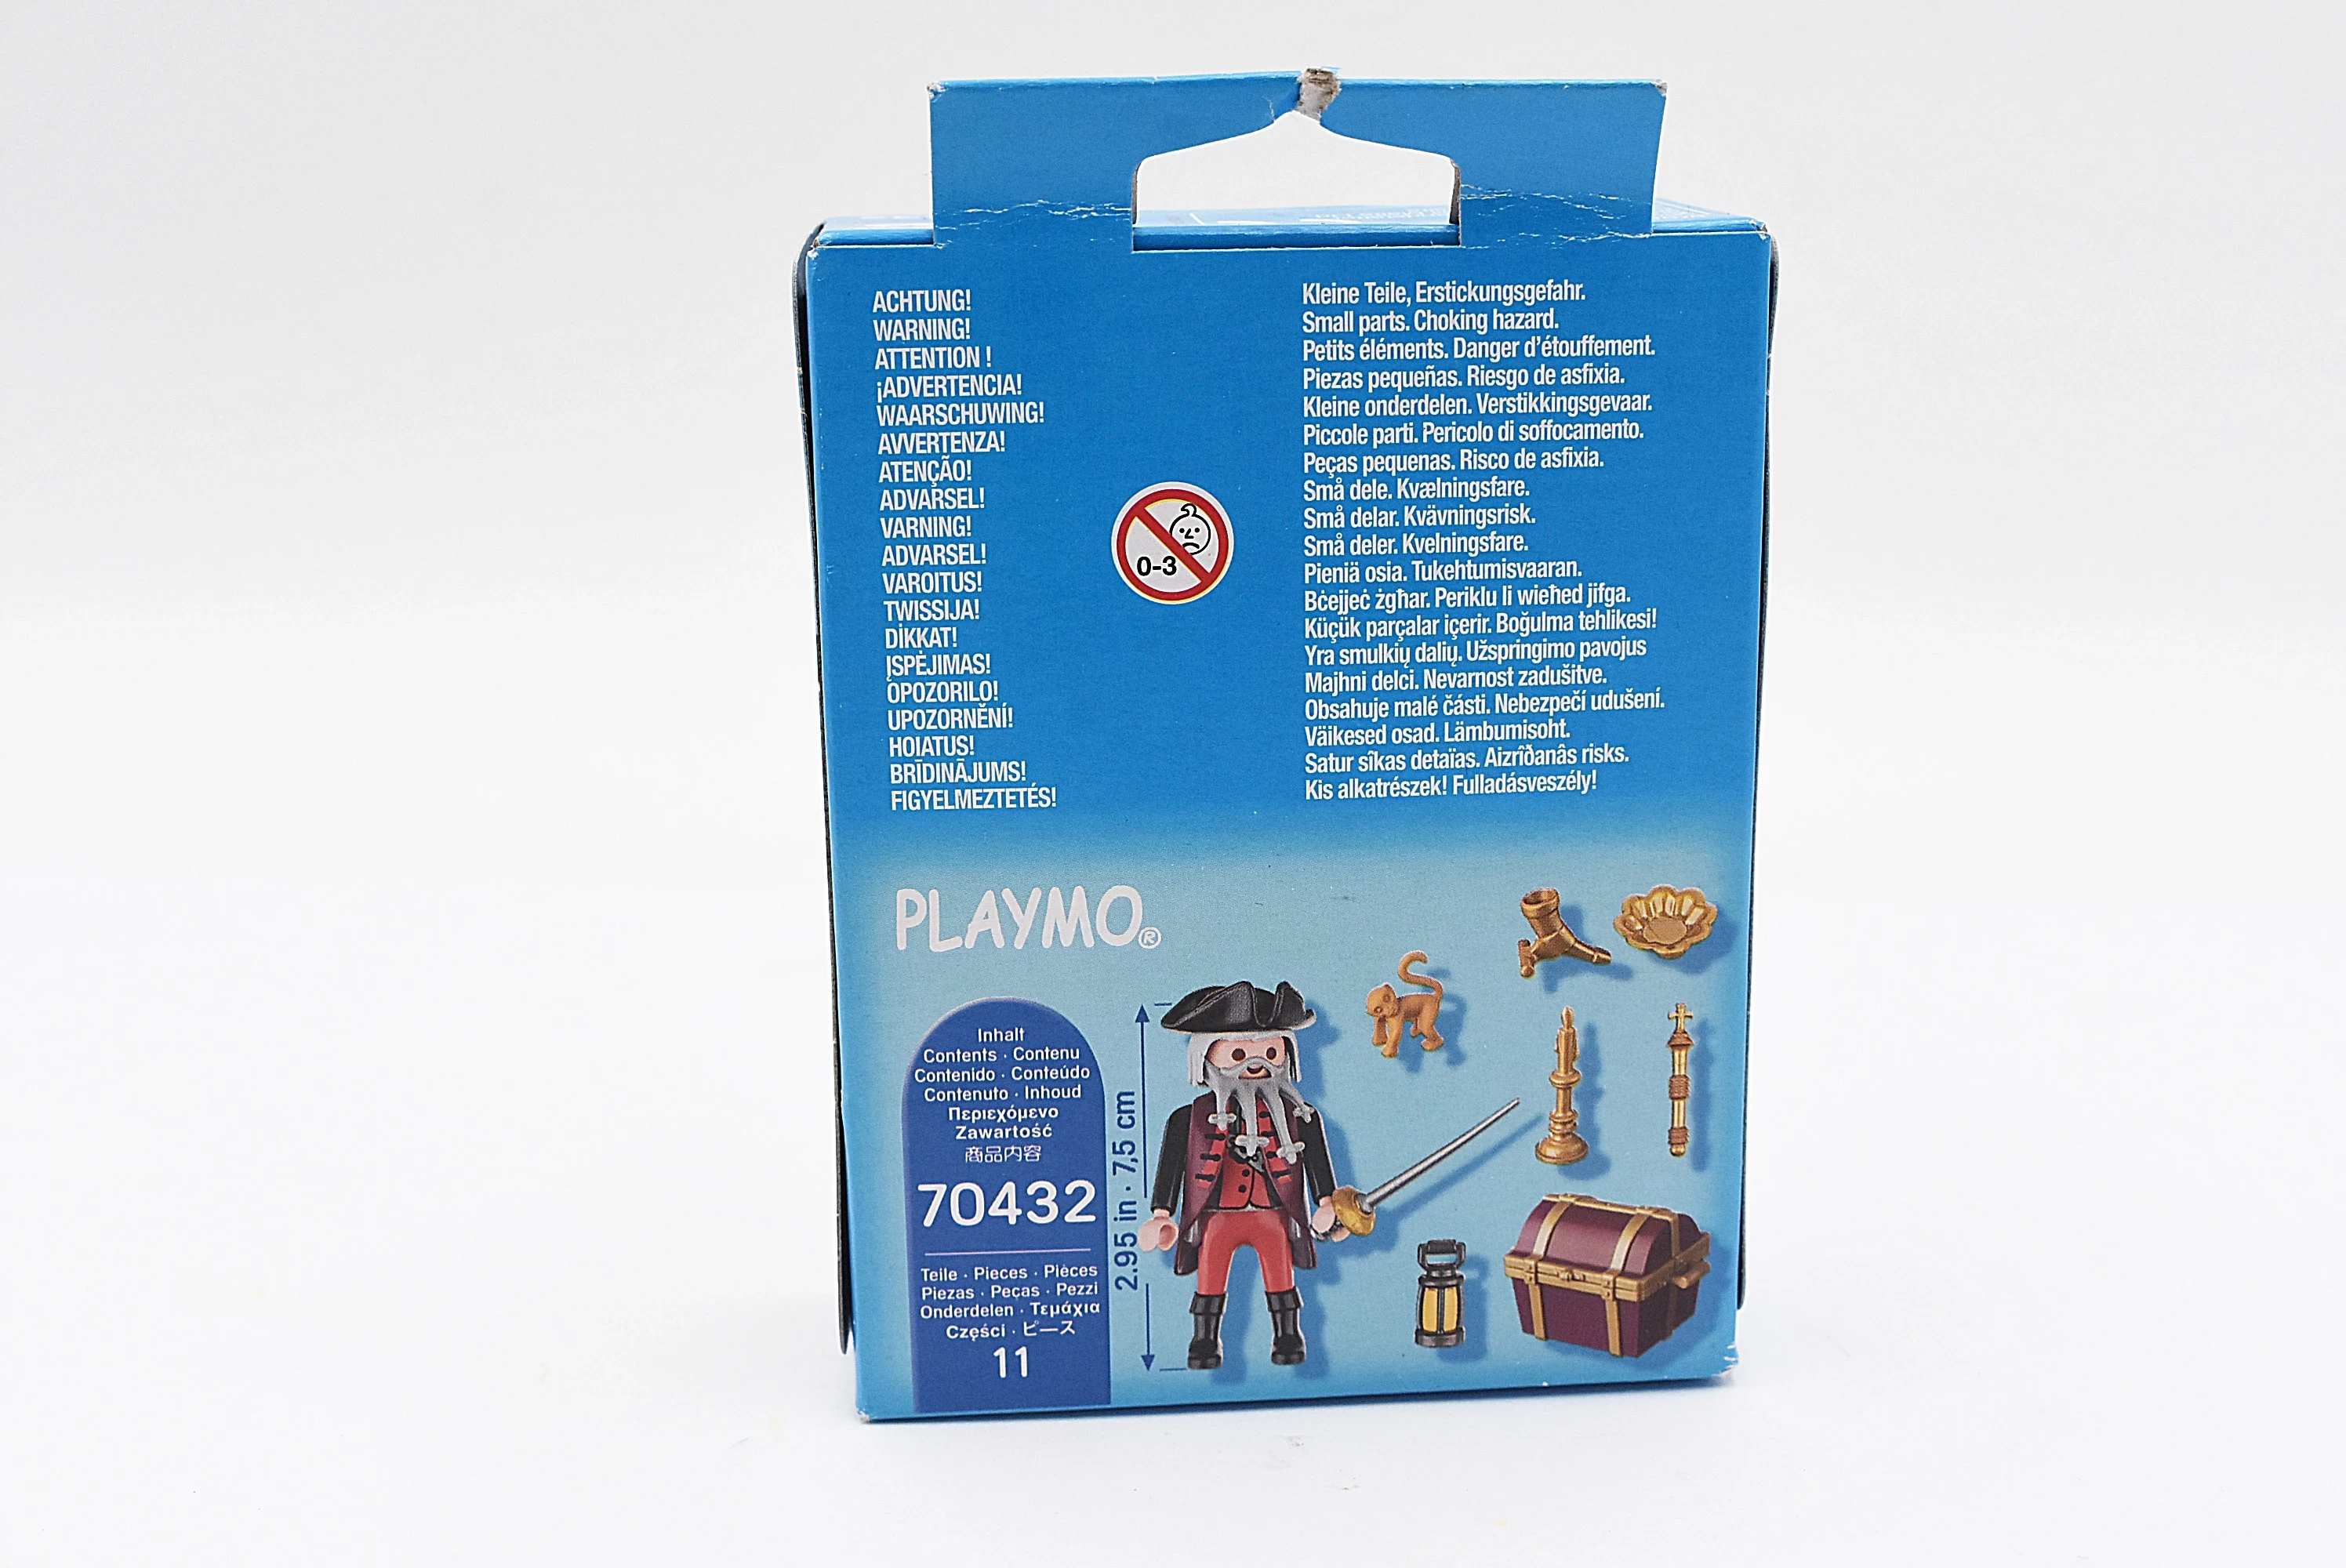 ACHTUNG!
WARNING!
ATTENTION !
¡ADVERTENCIA!
WAARSCHUWING!
AVVERTENZA!
ATENÇÃO!
ADVARSEL!
VARNING!
ADVARSEL!
VAROITUS!
TWISSIJA!
DİKKAT!
ĮSPĖJIMAS!
OPOZORILO!
UPOZORNĚNÍ!
HOIATUS!
BRĪDINĀJUMS!
FIGYELMEZTETÉS!
0-3
Kleine Teile, Erstickungsgefahr.
Small parts. Choking hazard.
Petits éléments. Danger d'étouffement.
Piezas pequeñas. Riesgo de asfixia.
Kleine onderdelen. Verstikkingsgevaar.
Piccole parti. Pericolo di soffocamento.
Peças pequenas. Risco de asfixia.
Små dele. Kvælningsfare.
Små delar. Kvävningsrisk.
Små deler. Kvelningsfare.
Pieniä osia. Tukehtumisvaaran.
Bċejjeċ żgħar. Periklu li wieħed jifga.
Küçük parçalar içerir. Boğulma tehlikesi!
Yra smulkių dalių. Užspringimo pavojus
Majhni delci. Nevarnost zadušitve.
Obsahuje malé části. Nebezpečí udušení.
Väikesed osad. Lämbumisoht.
Satur sîkas detaïas. Aizrîðanâs risks.
Kis alkatrészek! Fulladásveszély!
PLAYMO®
Inhalt
Contents · Contenu
Contenido · Conteúdo
Contenuto · Inhoud
Περιεχόμενο
Zawartość
商品内容
70432
Teile · Pieces · Pièces
Piezas · Peças · Pezzi
Onderdelen · Τεμάχια
Części · ピース
11
2.95 in · 7,5 cm